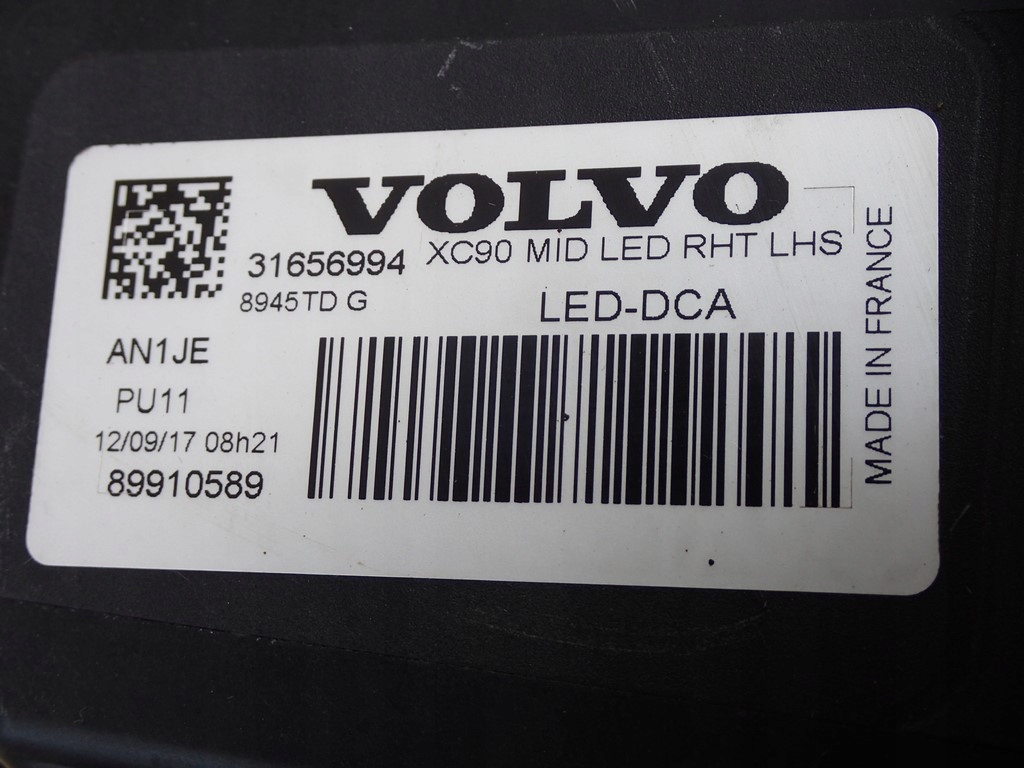 VOLVO
31656994 XC90 MID LED RHT LHS
8945TD G LED-DCA
AN1JE
PU11
12/09/17 08h21
89910589
MADE IN FRANCE